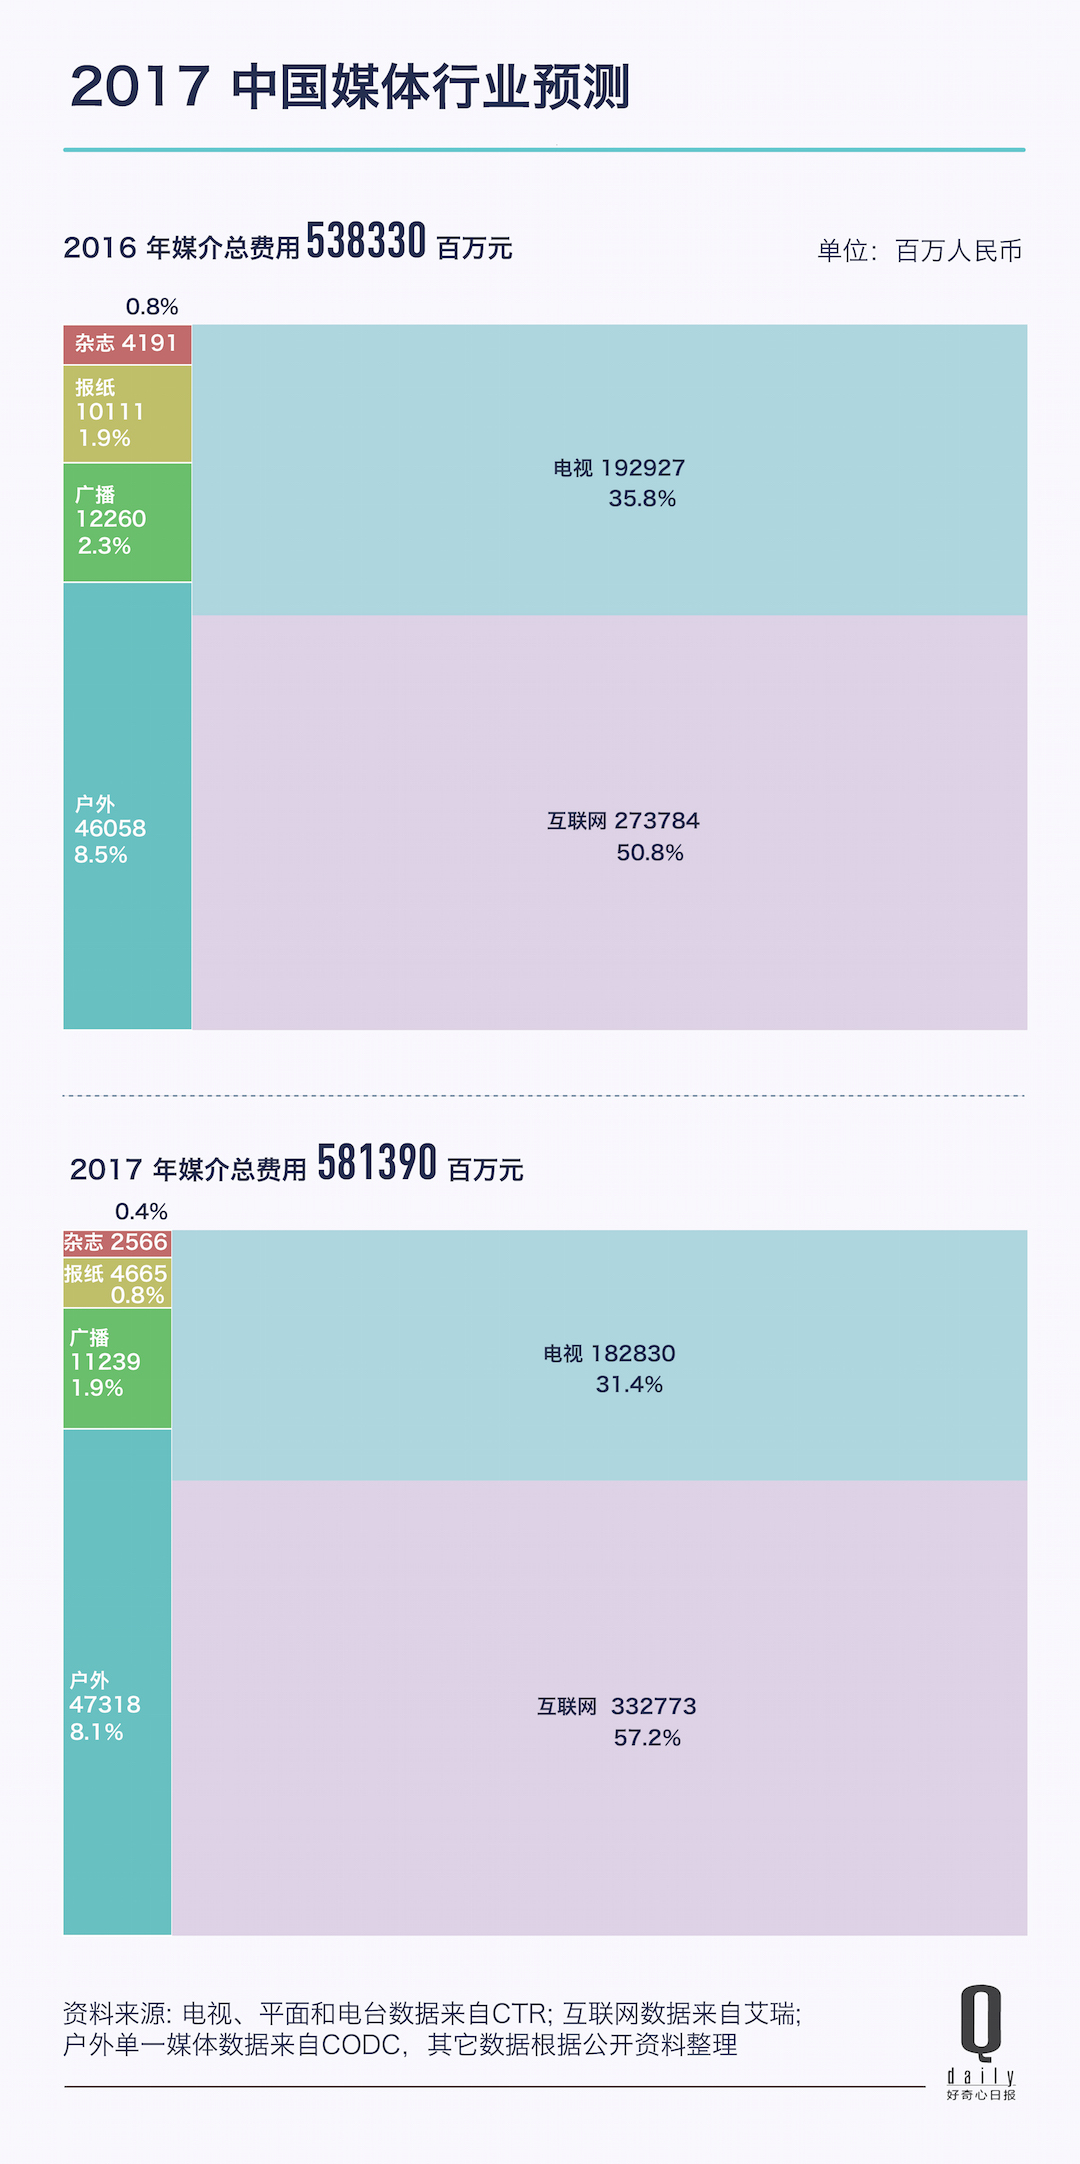 2017 中国媒体行业预测
2016 年媒介总费用 538330 百万元
单位：百万人民币
0.8%
杂志 4191
报纸
10111
1.9%
广播
12260
2.3%
户外
46058
8.5%
电视 192927
35.8%
互联网 273784
50.8%
2017 年媒介总费用 581390 百万元
0.4%
杂志 2566
报纸 4665
0.8%
广播
11239
1.9%
户外
47318
8.1%
电视 182830
31.4%
互联网 332773
57.2%
资料来源: 电视、平面和电台数据来自CTR; 互联网数据来自艾瑞;
户外单一媒体数据来自CODC，其它数据根据公开资料整理
Q
daily
好奇心日报